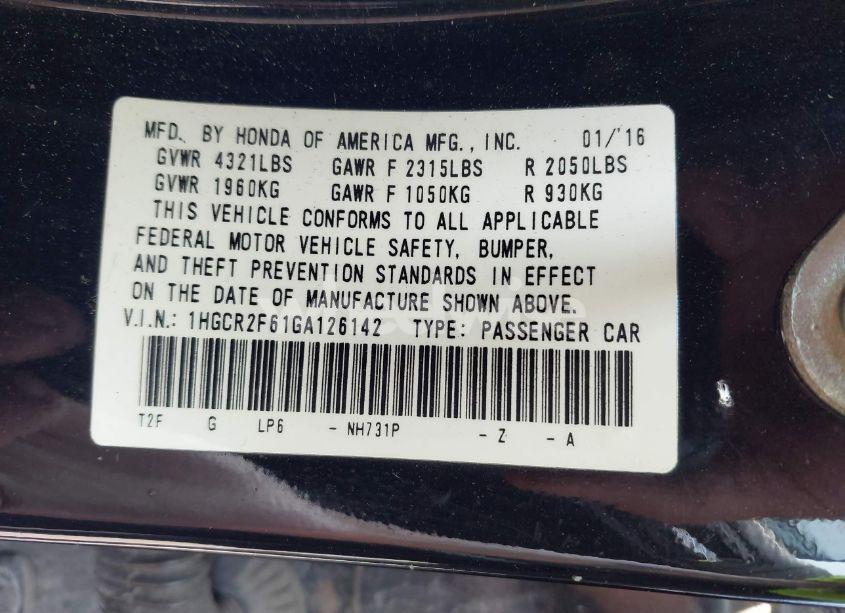 MFD. BY HONDA OF AMERICA MFG., INC. 01/'16
GVWR 4321LBS GAWR F 2315LBS R 2050LBS
GVWR 1960KG GAWR F 1050KG R 930KG
THIS VEHICLE CONFORMS TO ALL APPLICABLE
FEDERAL MOTOR VEHICLE SAFETY, BUMPER,
AND THEFT PREVENTION STANDARDS IN EFFECT
ON THE DATE OF MANUFACTURE SHOWN ABOVE.
V.I.N.: 1HGCR2F61GA126142 TYPE: PASSENGER CAR
T2F G LP6 - NH731P - Z - A